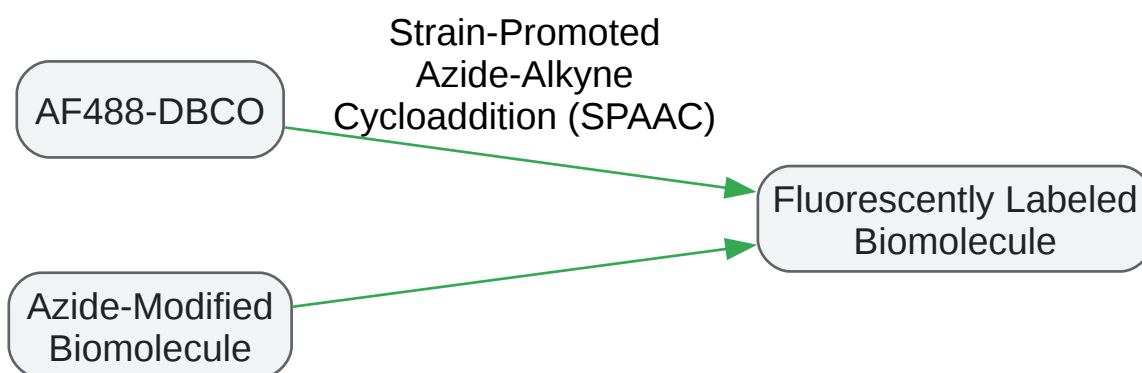 Strain-Promoted
Azide-Alkyne
Cycloaddition (SPAAC)
AF488-DBCO
Fluorescently Labeled
Biomolecule
Azide-Modified
Biomolecule